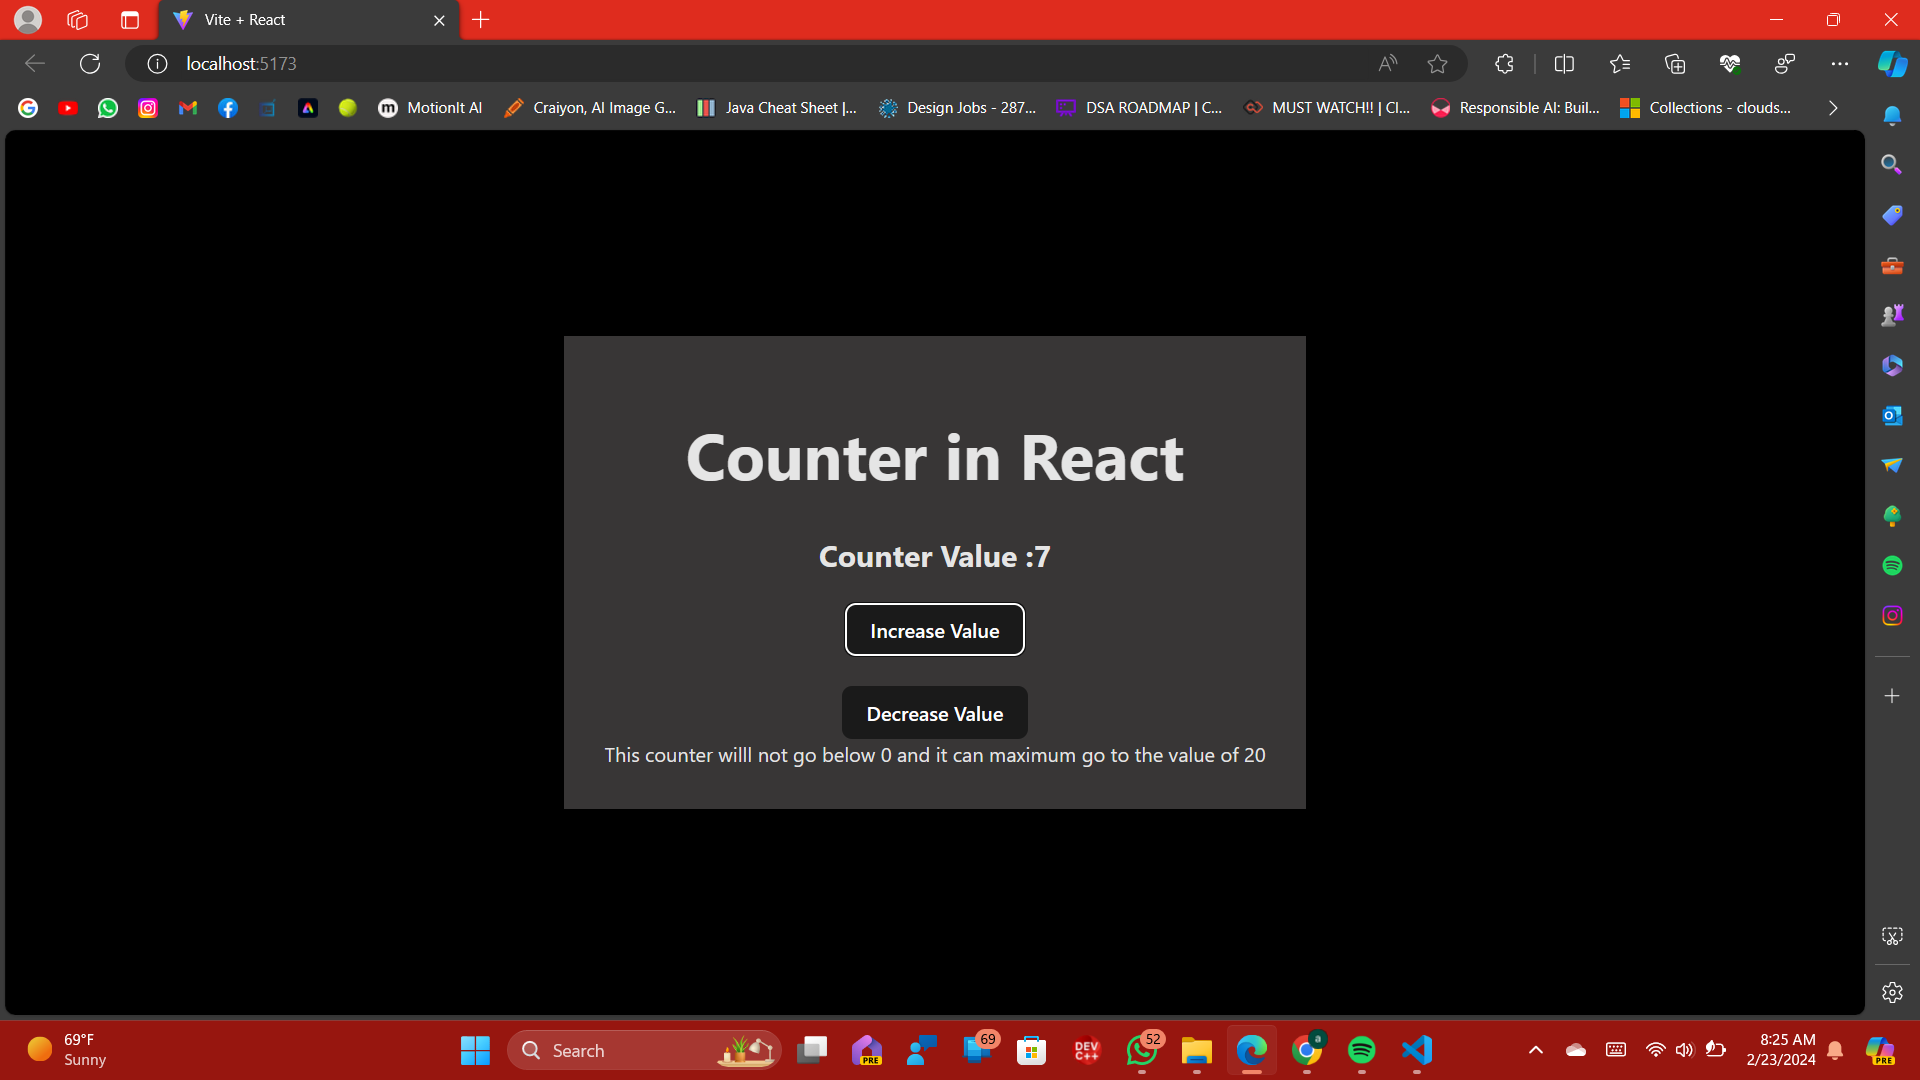 Vite + React
localhost:5173
MotionIt AI
Craiyon, AI Image G...
Java Cheat Sheet |...
Design Jobs - 287...
DSA ROADMAP | C...
MUST WATCH!! | Cl...
Responsible AI: Buil...
Collections - clouds...
Counter in React
Counter Value :7
Increase Value
Decrease Value
This counter willl not go below 0 and it can maximum go to the value of 20
69°F
Sunny
Search
PRE
69
DEV
C++
52
a
8:25 AM
2/23/2024
PRE